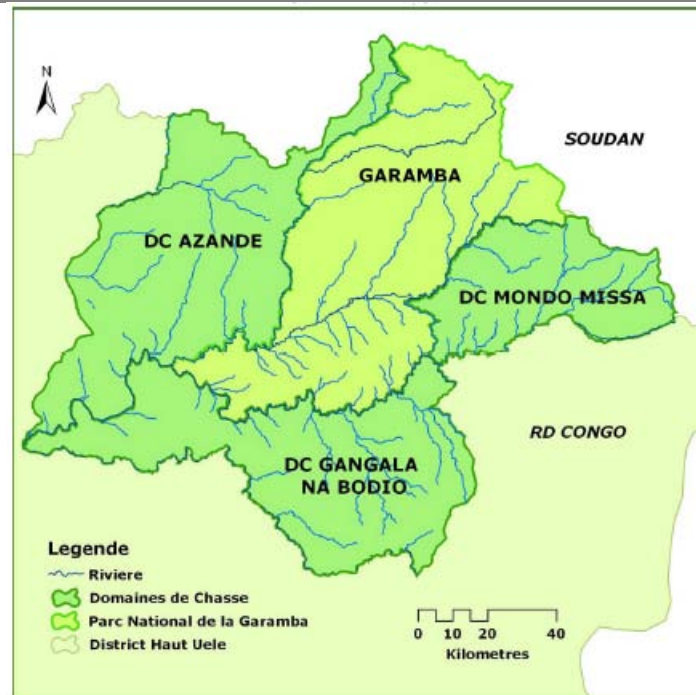 N
SOUDAN
GARAMBA
DC AZANDE
DC MONDO MISSA
RD CONGO
DC GANGALA
NA BODIO
Legende
Riviere
Domaines de Chasse
Parc National de la Garamba
District Haut Uele
0 10 20 40
Kilometres